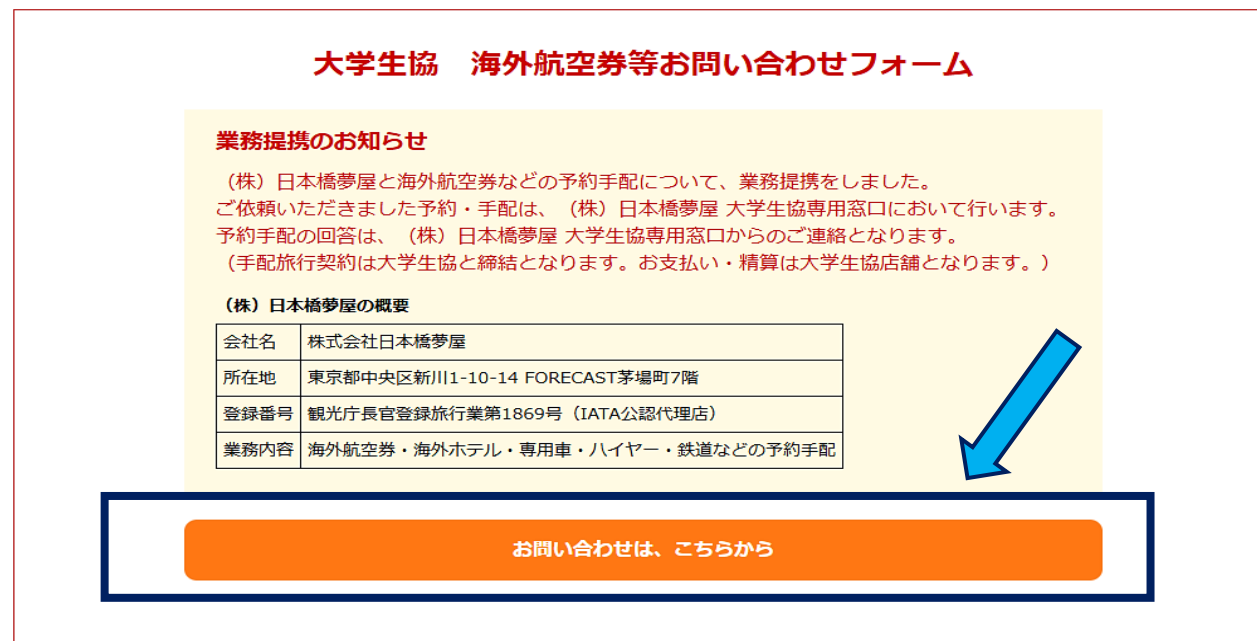 大学生協　海外航空券等お問い合わせフォーム
業務提携のお知らせ
（株）日本橋夢屋と海外航空券などの予約手配について、業務提携をしました。
ご依頼いただきました予約・手配は、（株）日本橋夢屋 大学生協専用窓口において行います。
予約手配の回答は、（株）日本橋夢屋 大学生協専用窓口からのご連絡となります。
（手配旅行契約は大学生協と締結となります。お支払い・精算は大学生協店舗となります。）
（株）日本橋夢屋の概要
会社名 株式会社日本橋夢屋
所在地 東京都中央区新川1-10-14 FORECAST茅場町7階
登録番号 観光庁長官登録旅行業第1869号（IATA公認代理店）
業務内容 海外航空券・海外ホテル・専用車・ハイヤー・鉄道などの予約手配
お問い合わせは、こちらから